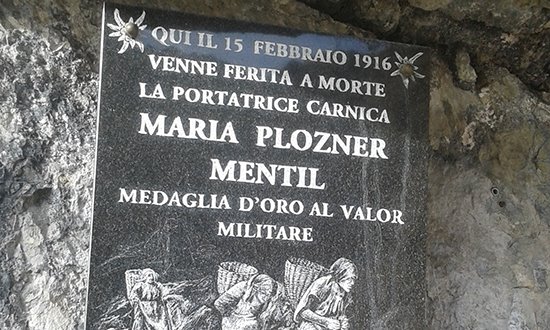 QUI IL 15 FEBBRAIO 1916
VENNE FERITA A MORTE
LA PORTATRICE CARNICA
MARIA PLOZNER
MENTIL
MEDAGLIA D'ORO AL VALOR
MILITARE